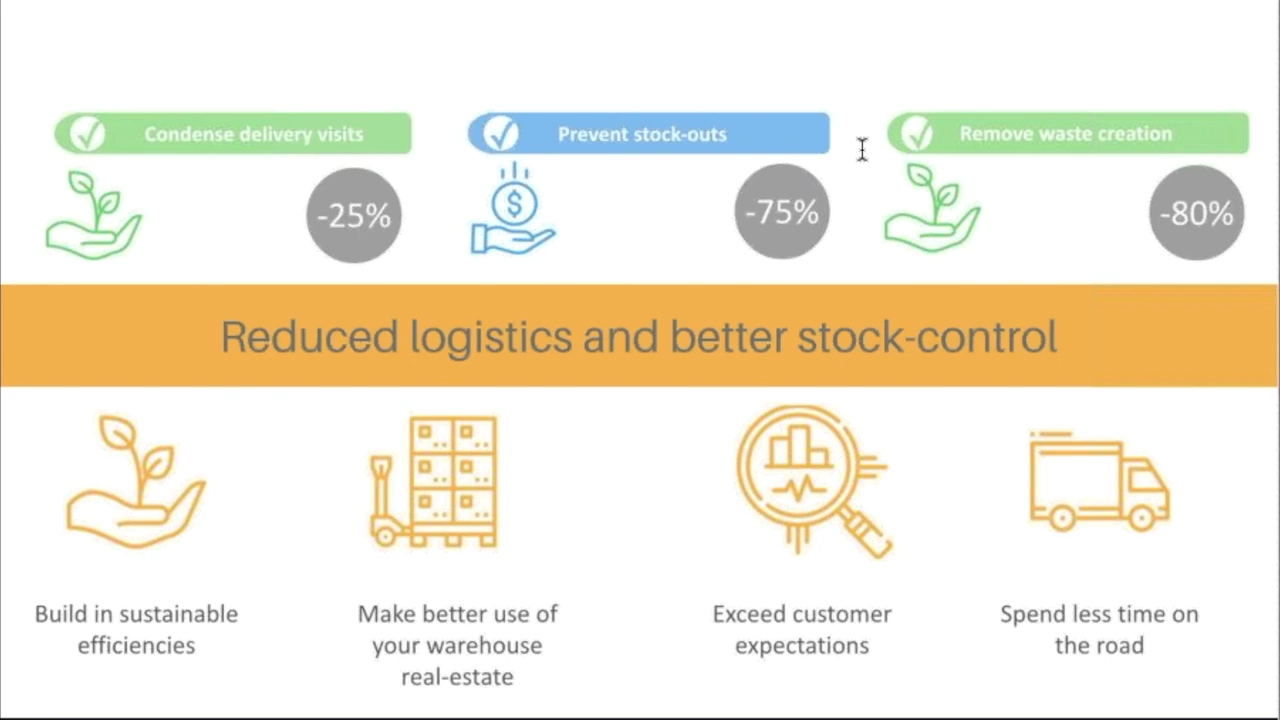 Condense delivery visits
Prevent stock-outs
Remove waste creation
-25%
$
-75%
-80%
Reduced logistics and better stock-control
Build in sustainable
efficiencies
Make better use of
your warehouse
real-estate
Exceed customer
expectations
Spend less time on
the road